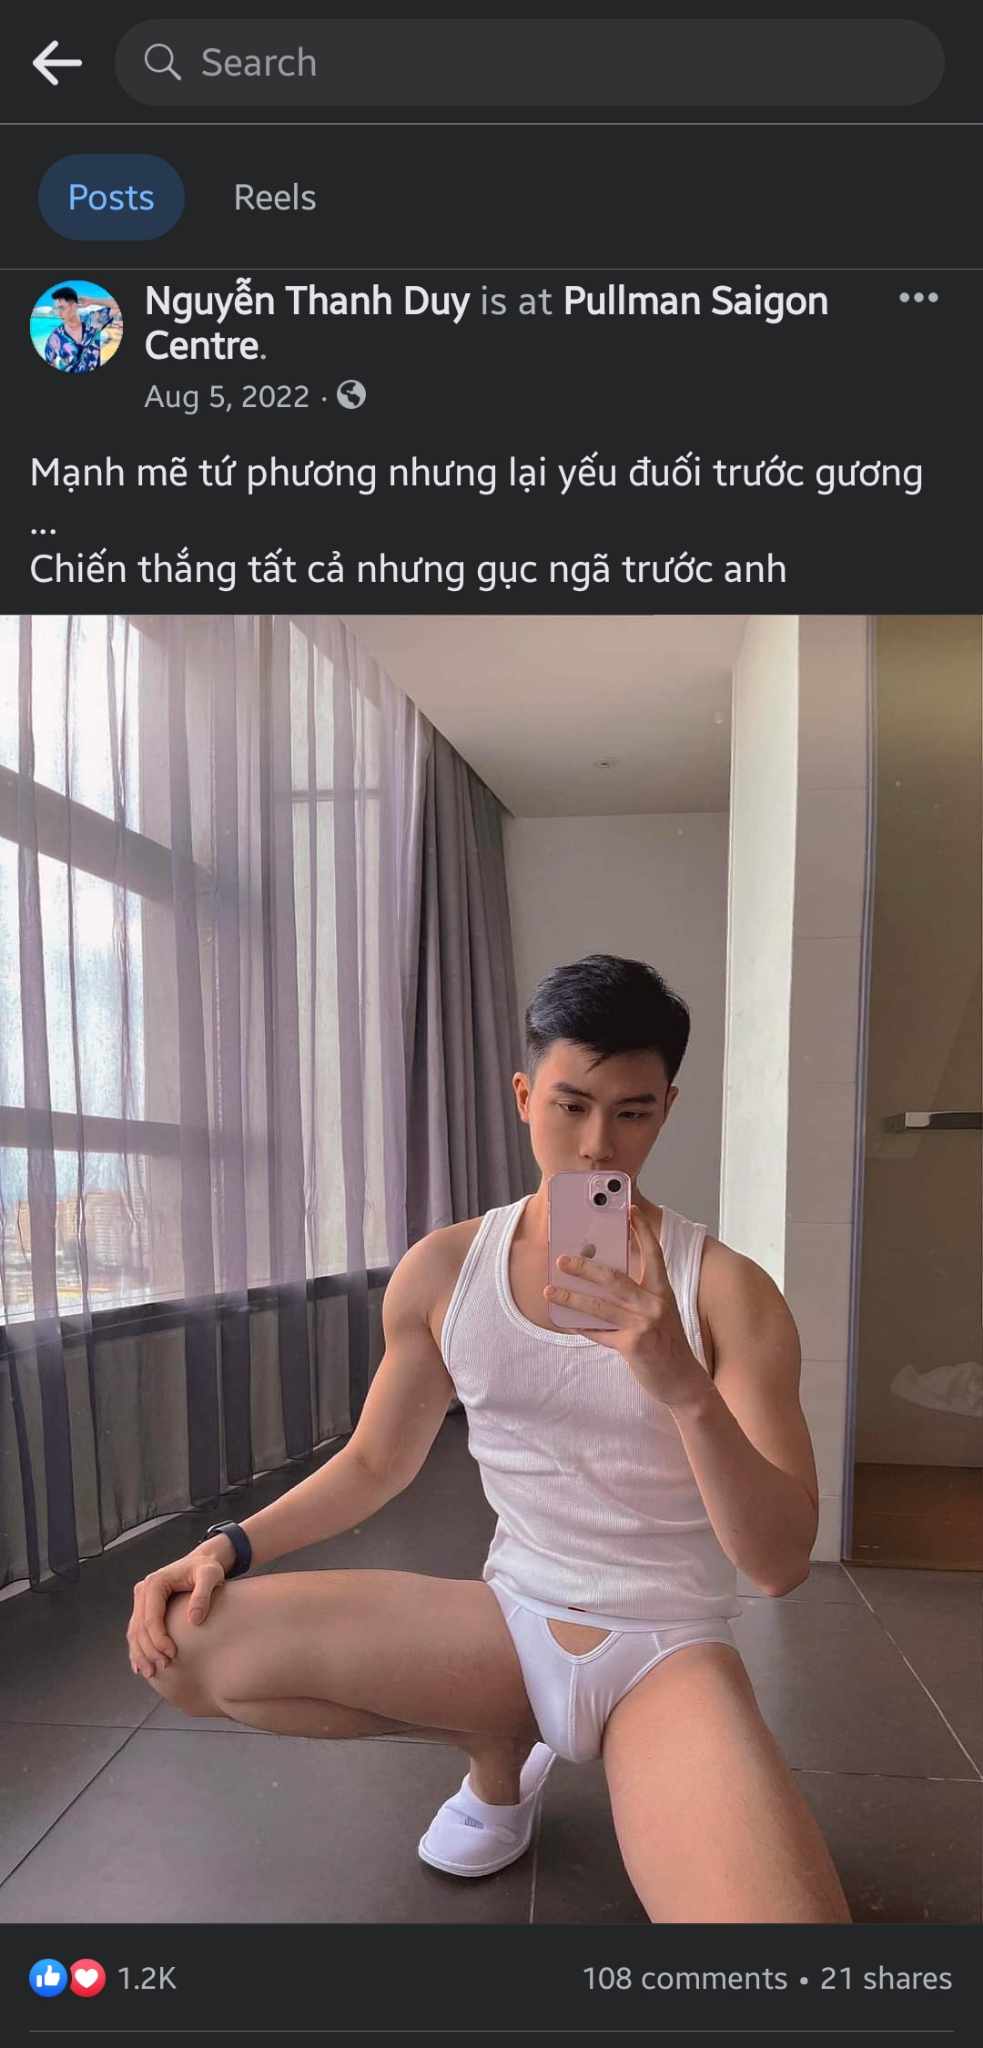 Search
Posts
Reels
Nguyễn Thanh Duy is at Pullman Saigon
Centre.
Aug 5, 2022 ·
Mạnh mẽ tứ phương nhưng lại yếu đuối trước gương
...
Chiến thắng tất cả nhưng gục ngã trước anh
1.2K
108 comments • 21 shares